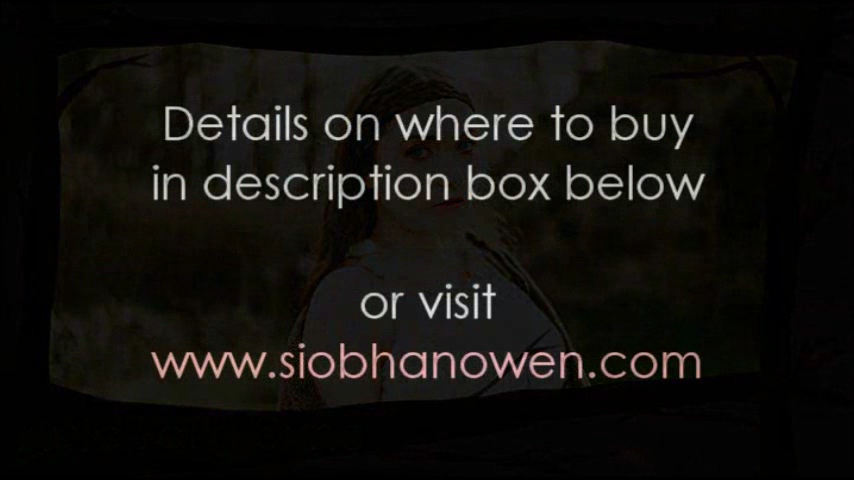 Details on where to buy
in description box below
or visit
www.siobhanowen.com